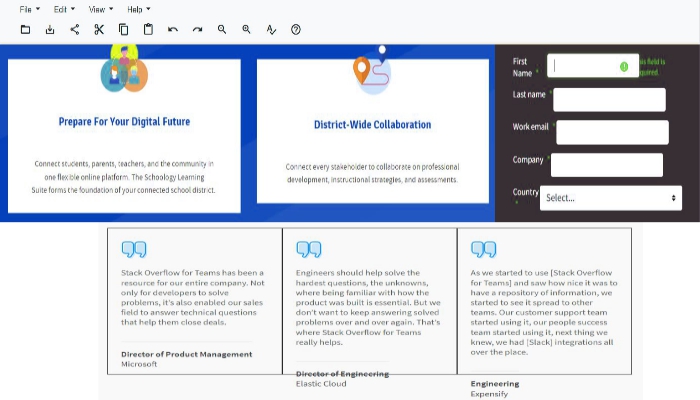 File Edit View Help
Prepare For Your Digital Future
Connect students, parents, teachers, and the community in
one flexible online platform. The Schoology Learning
Suite forms the foundation of your connected school district.
District-Wide Collaboration
Connect every stakeholder to collaborate on professional
development, instructional strategies, and assessments.
First
Name *
is field is
quired.
Last name *
Work email *
Company *
Country
*
Select...
Stack Overflow for Teams has been a
resource for our entire company. Not
only for developers to solve
problems, it's also enabled our sales
field to answer technical questions
that help them close deals.
Director of Product Management
Microsoft
Engineers should help solve the
hardest questions, the unknowns,
where being familiar with how the
product was built is essential. But we
don't want to keep answering solved
problems over and over again. That's
where Stack Overflow for Teams
really helps.
Director of Engineering
Elastic Cloud
As we started to use [Stack Overflow
for Teams] and saw how nice it was to
have a repository of information, we
started to see it spread to other
teams. Our customer support team
started using it, our people success
team started using it, next thing we
knew, we had [Slack] integrations all
over the place.
Engineering
Expensify